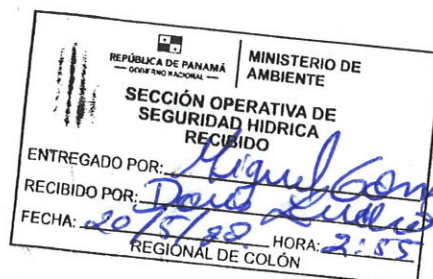 REPÚBLICA DE PANAMÁ
— GOBIERNO NACIONAL —
MINISTERIO DE
AMBIENTE
SECCIÓN OPERATIVA DE
SEGURIDAD HIDRICA
RECIBIDO
ENTREGADO POR: Miguel Gom
RECIBIDO POR:
FECHA: 20/5/20 HORA: 2:55
REGIONAL DE COLÓN